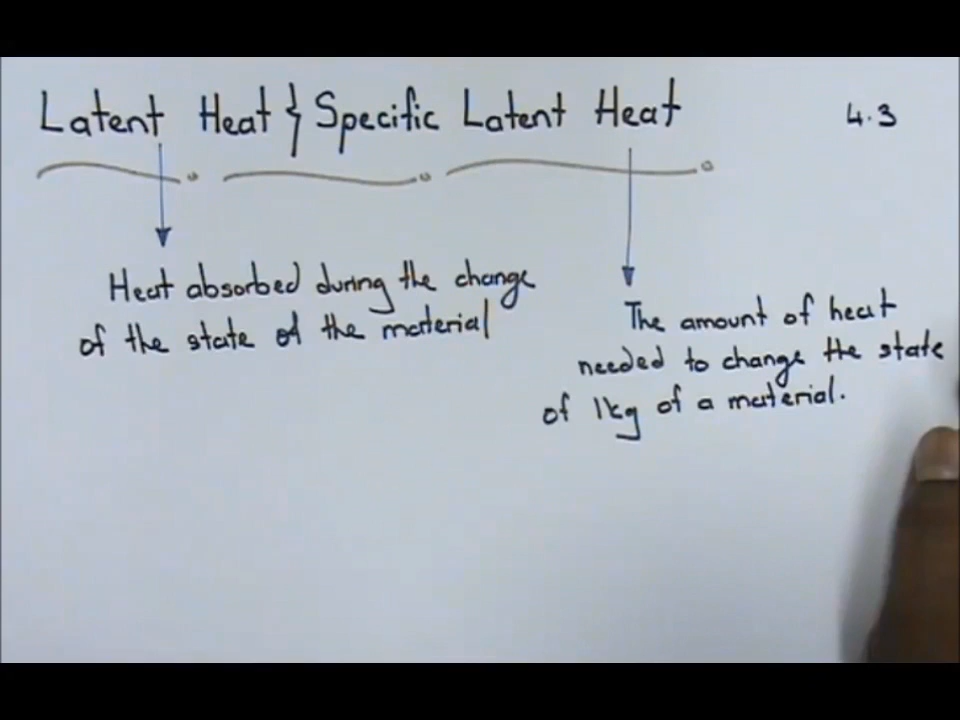 Latent Heat & Specific Latent Heat
4.3
Heat absorbed during the change
of the state of the material
The amount of heat
needed to change the state
of 1kg of a material.